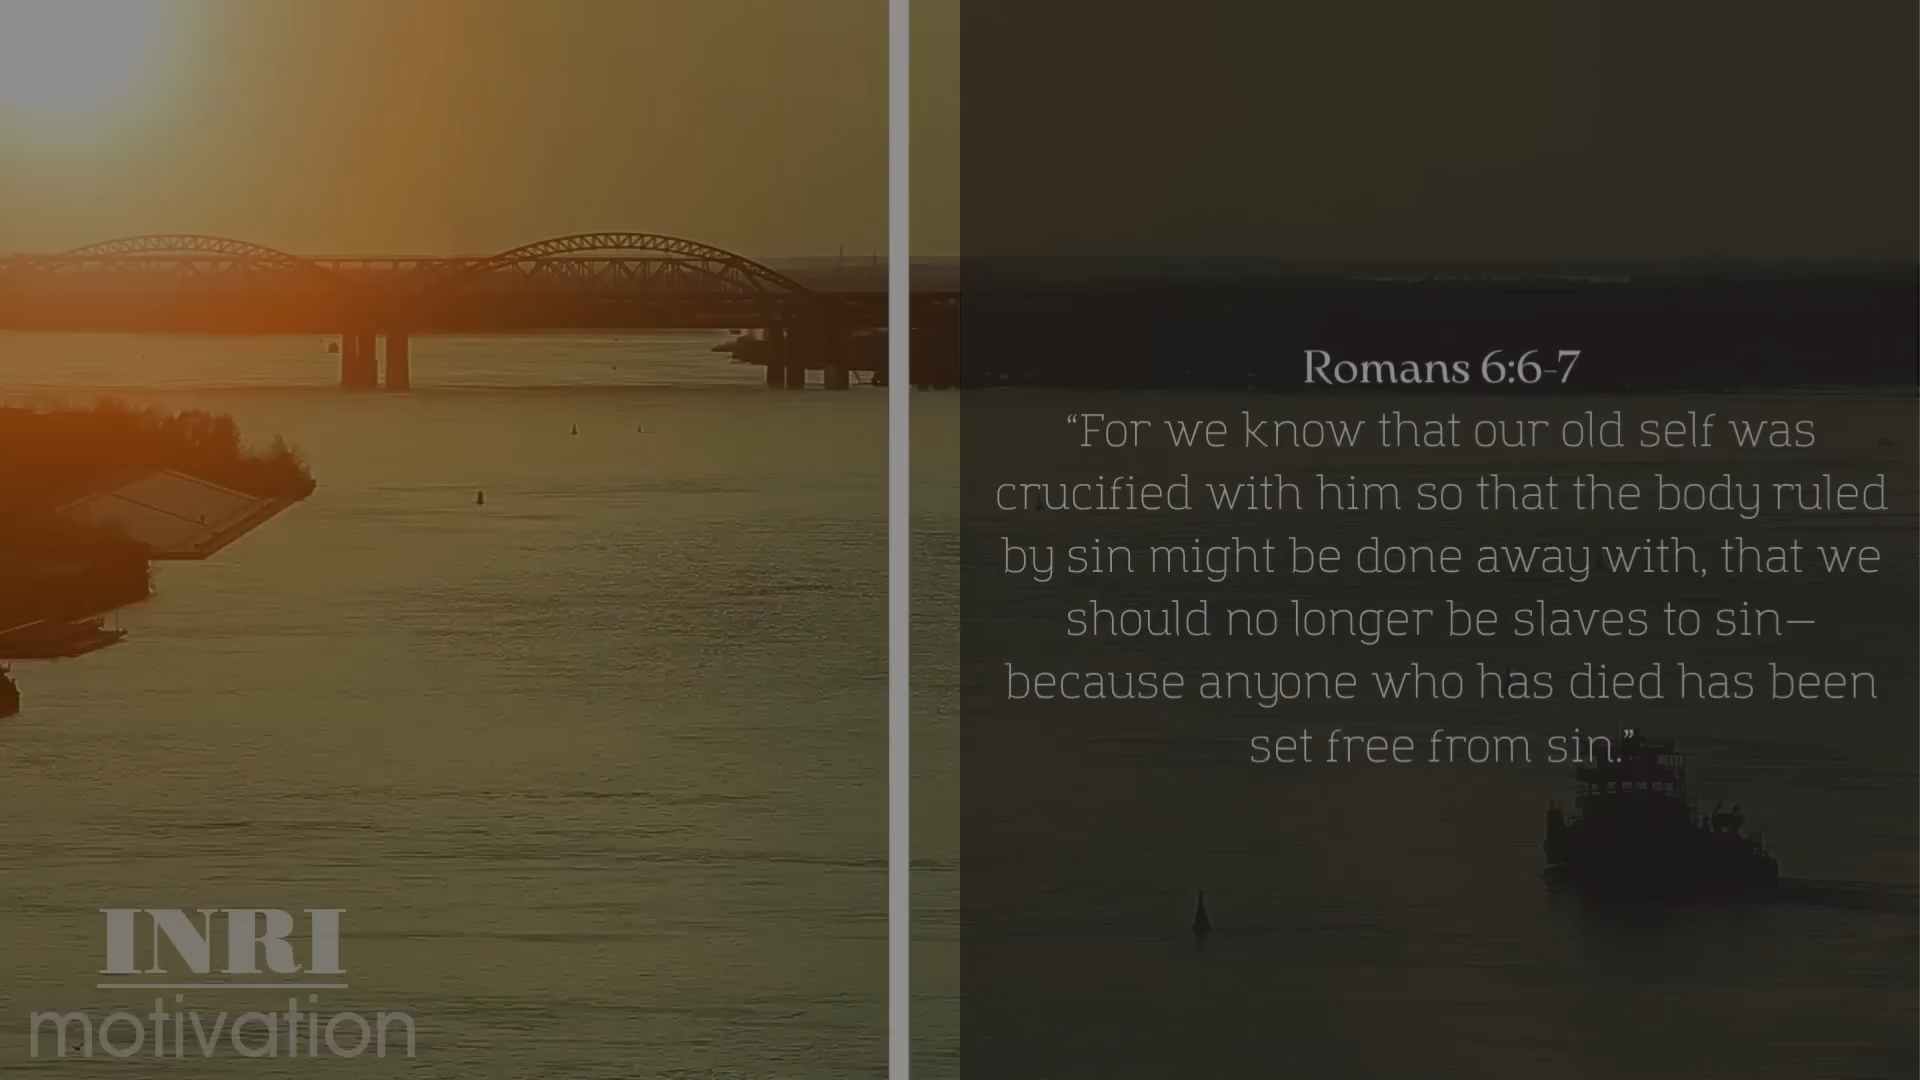 Romans 6:6-7
“For we know that our old self was
crucified with him so that the body ruled
by sin might be done away with, that we
should no longer be slaves to sin—
because anyone who has died has been
set free from sin.”
INRI
motivation